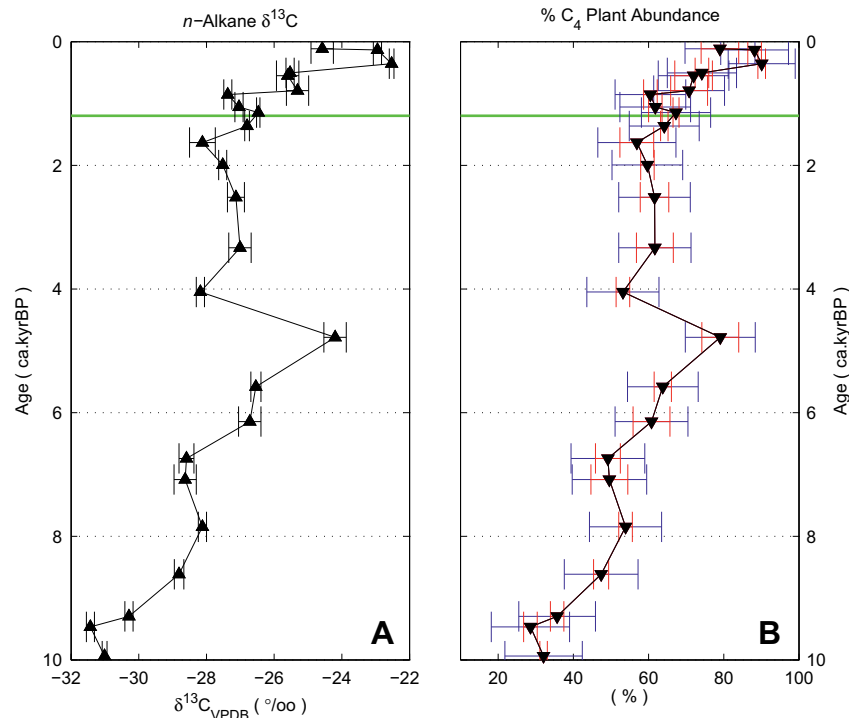 n−Alkane δ¹³C
% C₄ Plant Abundance
0
2
4
6
8
10
Age ( ca.kyrBP )
−32 −30 −28 −26 −24 −22
δ¹³C_VPDB ( °/oo )
A
20 40 60 80 100
( % )
B
0
2
4
6
8
10
Age ( ca.kyrBP )